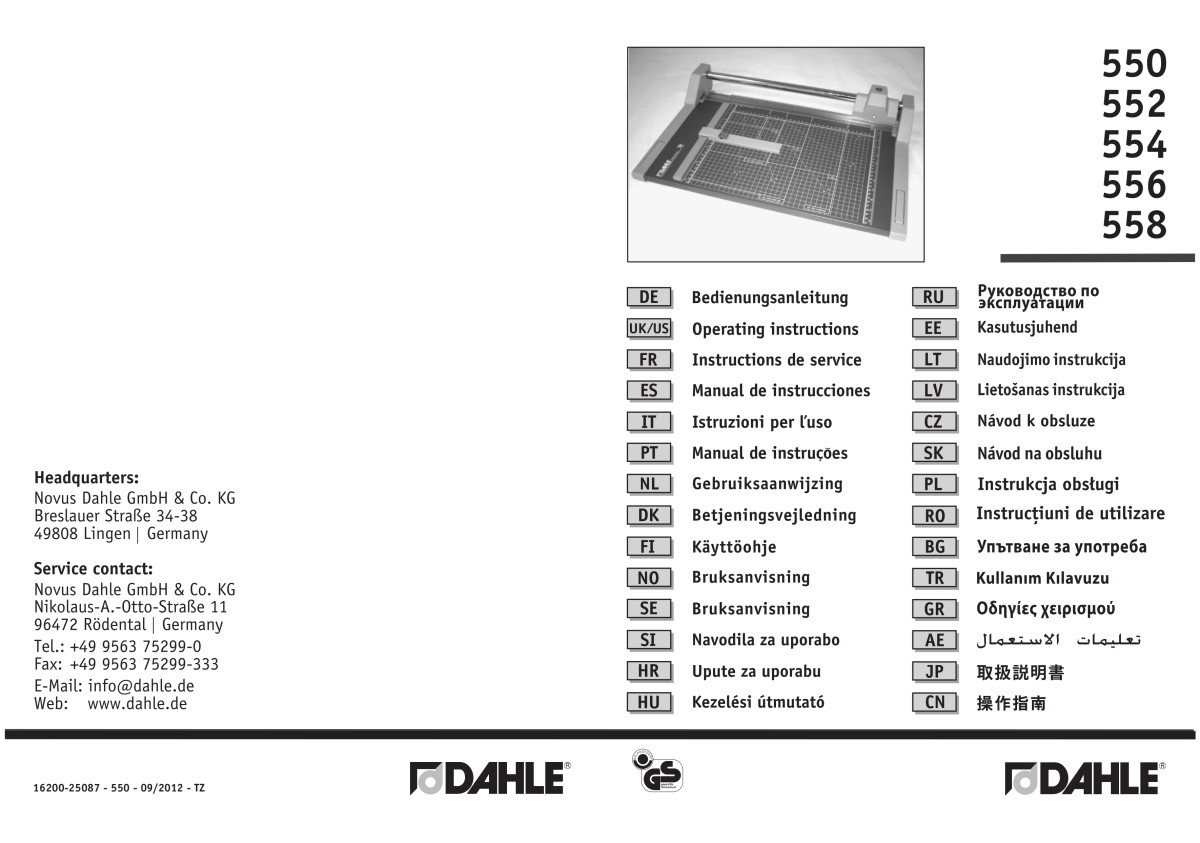 Headquarters:
Novus Dahle GmbH & Co. KG
Breslauer Straße 34-38
49808 Lingen | Germany
Service contact:
Novus Dahle GmbH & Co. KG
Nikolaus-A.-Otto-Straße 11
96472 Rödental | Germany
Tel.: +49 9563 75299-0
Fax: +49 9563 75299-333
E-Mail: info@dahle.de
Web: www.dahle.de
16200-25087 - 550 - 09/2012 - TZ
DAHLE®
550
552
554
556
558
DAHLE
DE Bedienungsanleitung
UK/US Operating instructions
FR Instructions de service
ES Manual de instrucciones
IT Istruzioni per l’uso
PT Manual de instruções
NL Gebruiksaanwijzing
DK Betjeningsvejledning
FI Käyttöohje
NO Bruksanvisning
SE Bruksanvisning
SI Navodila za uporabo
HR Upute za uporabu
HU Kezelési útmutató
RU Руководство по
эксплуатации
EE Kasutusjuhend
LT Naudojimo instrukcija
LV Lietošanas instrukcija
CZ Návod k obsluze
SK Návod na obsluhu
PL Instrukcja obsługi
RO Instrucțiuni de utilizare
BG Упътване за употреба
TR Kullanım Kılavuzu
GR Οδηγίες χειρισμού
AE تعليمات الاستعمال
JP 取扱説明書
CN 操作指南
GS
DAHLE®